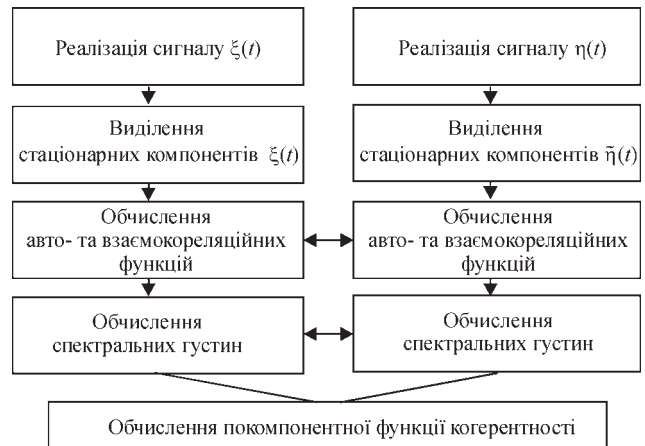 Реалізація сигналу ξ(t)
Реалізація сигналу η(t)
Виділення
стаціонарних компонентів ξ(t)
Виділення
стаціонарних компонентів η̃(t)
Обчислення
авто- та взаємокореляційних
функцій
Обчислення
авто- та взаємокореляційних
функцій
Обчислення
спектральних густин
Обчислення
спектральних густин
Обчислення покомпонентної функції когерентності